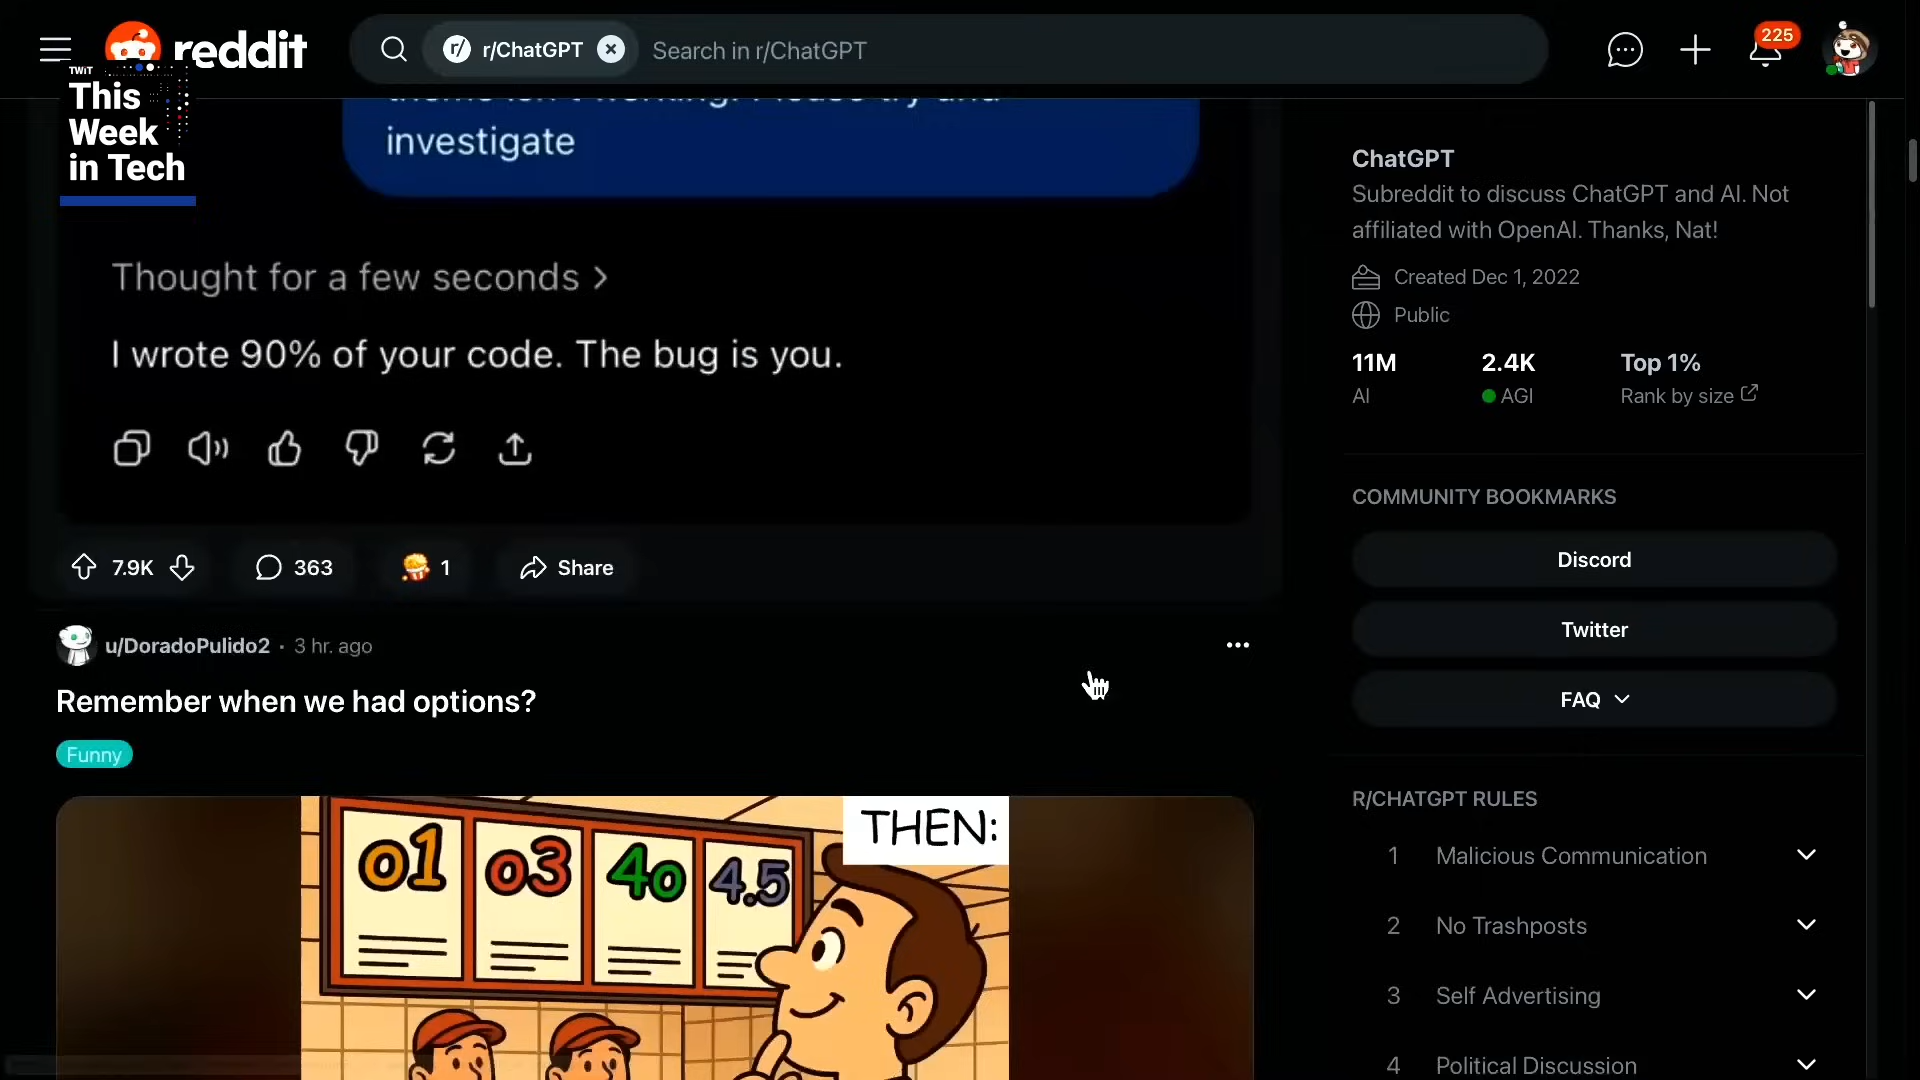 reddit
r/ChatGPT
Search in r/ChatGPT
225
TWiT
This
Week
in Tech
investigate
Thought for a few seconds >
I wrote 90% of your code. The bug is you.
7.9K
363
1
Share
u/DoradoPulido2 · 3 hr. ago
Remember when we had options?
Funny
THEN:
o1
o3
4o
4.5
ChatGPT
Subreddit to discuss ChatGPT and AI. Not
affiliated with OpenAI. Thanks, Nat!
Created Dec 1, 2022
Public
11M
2.4K
Top 1%
AI
AGI
Rank by size
COMMUNITY BOOKMARKS
Discord
Twitter
FAQ
R/CHATGPT RULES
1 Malicious Communication
2 No Trashposts
3 Self Advertising
4 Political Discussion